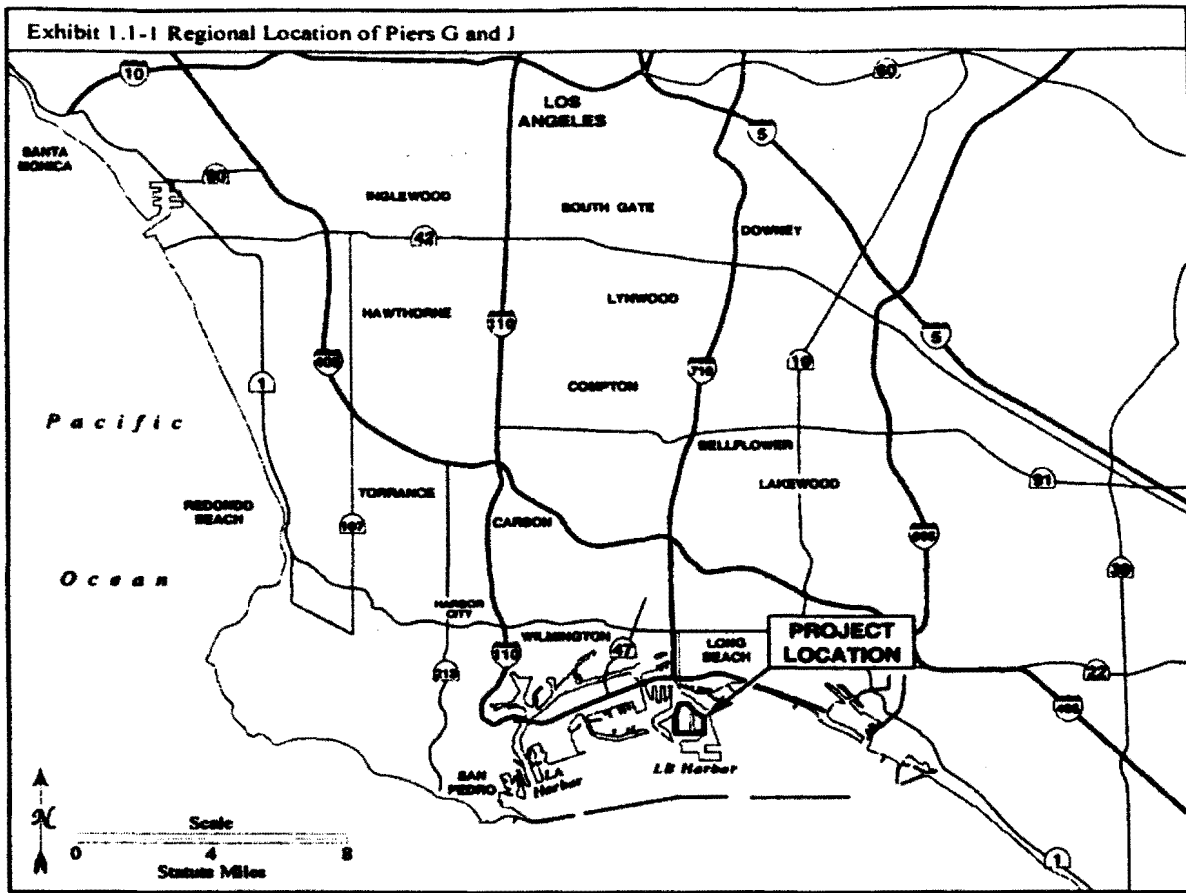 Exhibit 1.1-1 Regional Location of Piers G and J
10
60
LOS
ANGELES
5
SANTA
MONICA
90
INGLEWOOD
SOUTH GATE
DOWNEY
42
LYNWOOD
HAWTHORNE
110
5
405
710
19
1
COMPTON
Pacific
BELLFLOWER
91
LAKEWOOD
TORRANCE
REDONDO
BEACH
107
CARSON
605
39
Ocean
HARBOR
CITY
WILMINGTON
LONG
BEACH
PROJECT
LOCATION
110
47
213
22
405
LB Harbor
SAN
PEDRO
LA
Harbor
N
Scale
0 4 8
Statute Miles
1